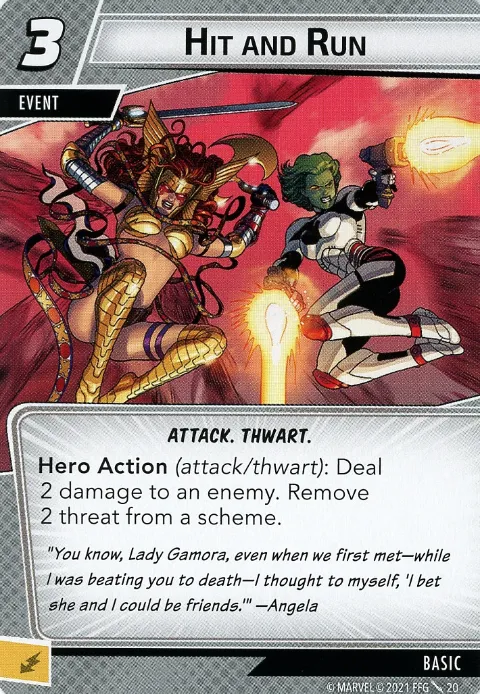 3
HIT AND RUN
EVENT
ATTACK. THWART.
Hero Action (attack/thwart): Deal
2 damage to an enemy. Remove
2 threat from a scheme.
"You know, Lady Gamora, even when we first met—while
I was beating you to death—I thought to myself, 'I bet
she and I could be friends.'" —Angela
BASIC
© MARVEL © 2021 FFG 20